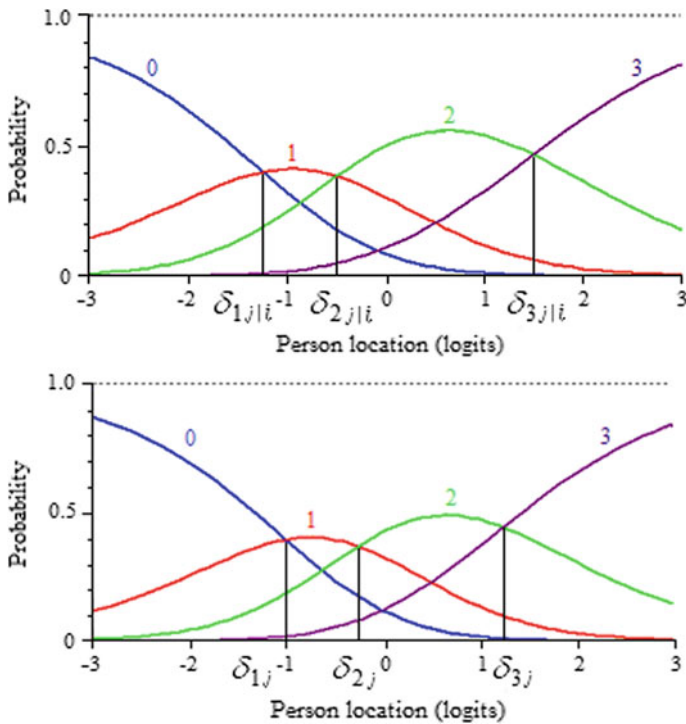 1.0
0
3
2
Probability
0.5
1
0
-3 -2 -1 0 1 2 3
δ1j|i δ2j|i δ3j|i
Person location (logits)
1.0
0
3
2
Probability
0.5
1
0
-3 -2 -1 0 1 2 3
δ1j δ2j δ3j
Person location (logits)